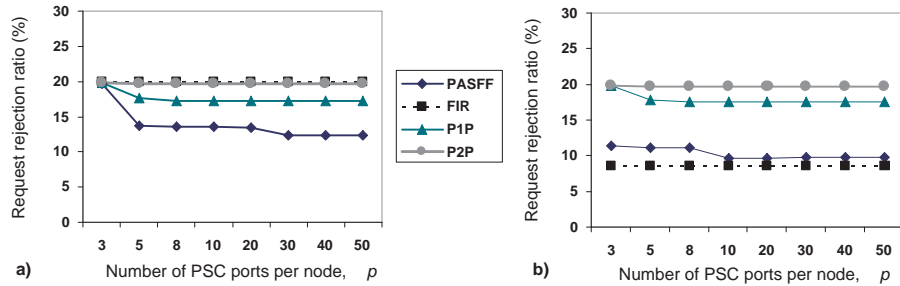 Request rejection ratio (%)
30
25
20
15
10
5
0
3 5 8 10 20 30 40 50
a) Number of PSC ports per node, p
PASFF
FIR
P1P
P2P
Request rejection ratio (%)
30
25
20
15
10
5
0
3 5 8 10 20 30 40 50
b) Number of PSC ports per node, p